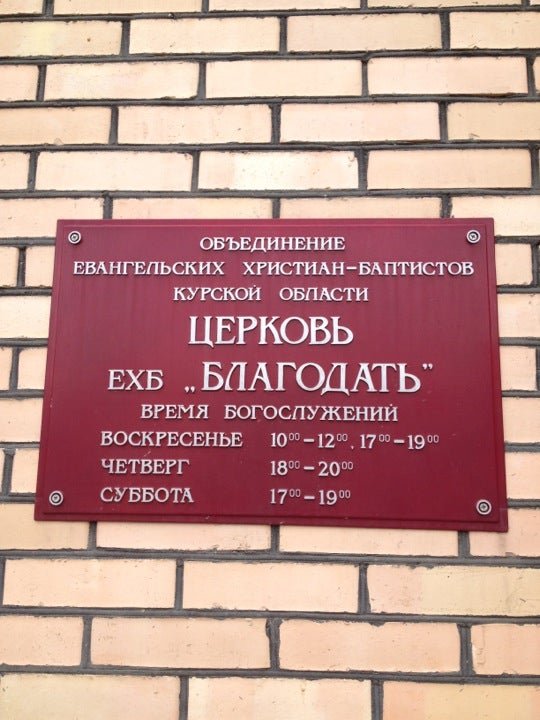 ОБЪЕДИНЕНИЕ
ЕВАНГЕЛЬСКИХ ХРИСТИАН-БАПТИСТОВ
КУРСКОЙ ОБЛАСТИ
ЦЕРКОВЬ
ЕХБ „БЛАГОДАТЬ”
ВРЕМЯ БОГОСЛУЖЕНИЙ
ВОСКРЕСЕНЬЕ 10⁰⁰-12⁰⁰, 17⁰⁰-19⁰⁰
ЧЕТВЕРГ 18⁰⁰-20⁰⁰
СУББОТА 17⁰⁰-19⁰⁰